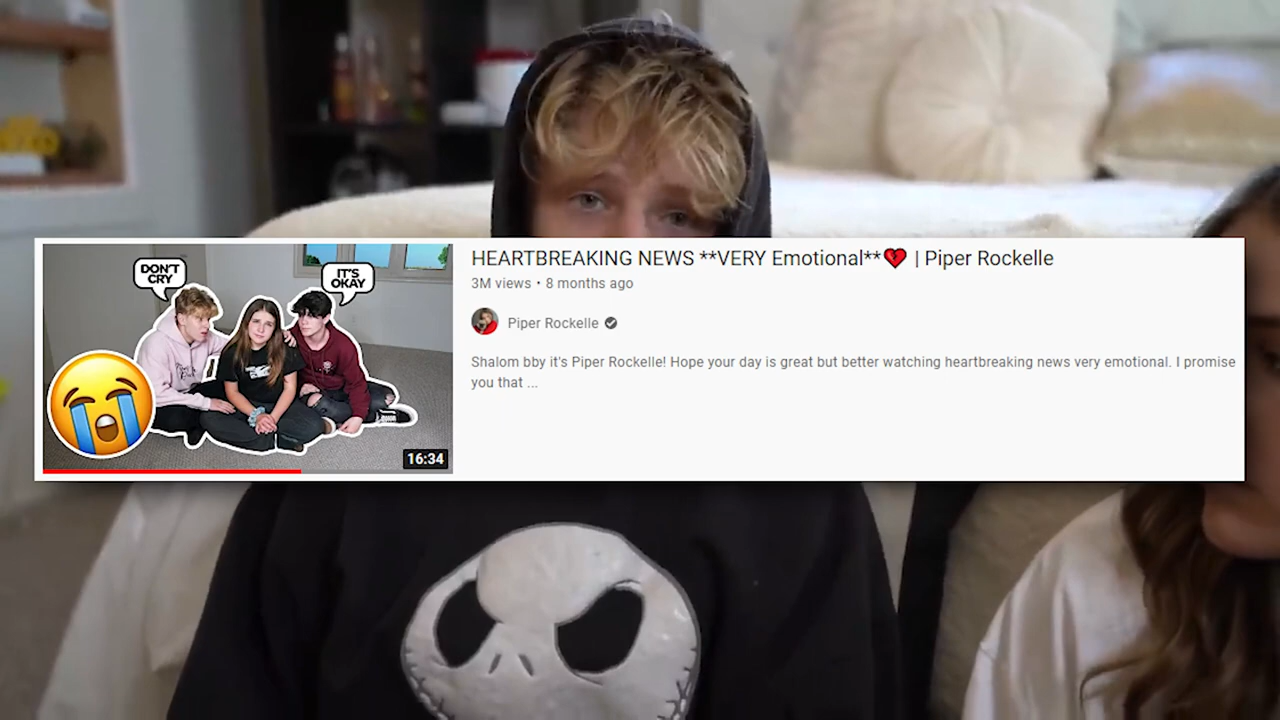 DON'T
CRY
IT'S
OKAY
16:34
HEARTBREAKING NEWS **VERY Emotional**💔 | Piper Rockelle
3M views • 8 months ago
Piper Rockelle
Shalom bby it's Piper Rockelle! Hope your day is great but better watching heartbreaking news very emotional. I promise
you that ...